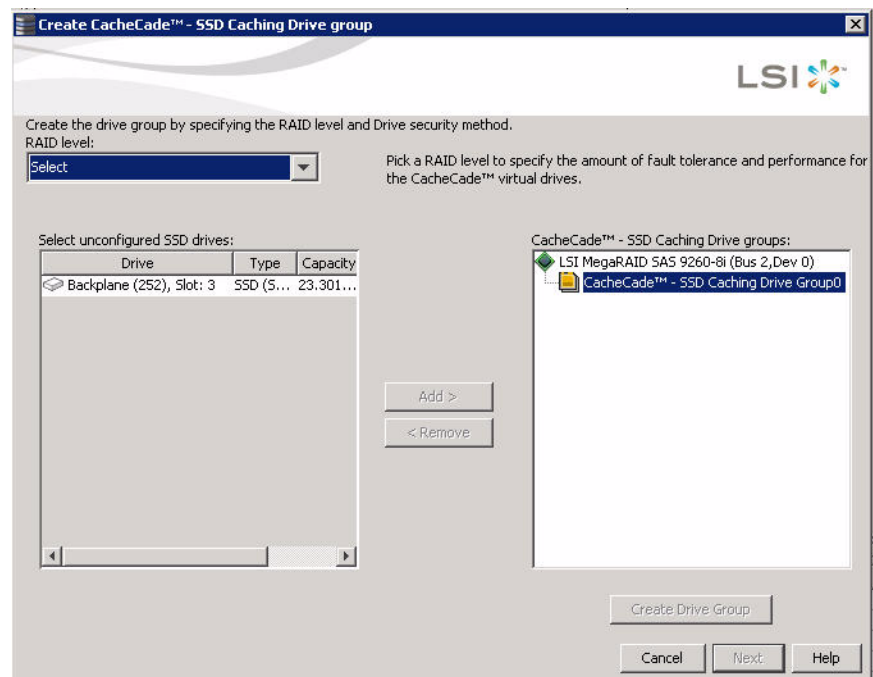 Create CacheCade™ - SSD Caching Drive group
LSI
Create the drive group by specifying the RAID level and Drive security method.
RAID level:
Select
Pick a RAID level to specify the amount of fault tolerance and performance for
the CacheCade™ virtual drives.
Select unconfigured SSD drives:
Drive Type Capacity
Backplane (252), Slot: 3 SSD (S... 23.301...
CacheCade™ - SSD Caching Drive groups:
LSI MegaRAID SAS 9260-8i (Bus 2,Dev 0)
CacheCade™ - SSD Caching Drive Group0
Add >
< Remove
Create Drive Group
Cancel Next Help